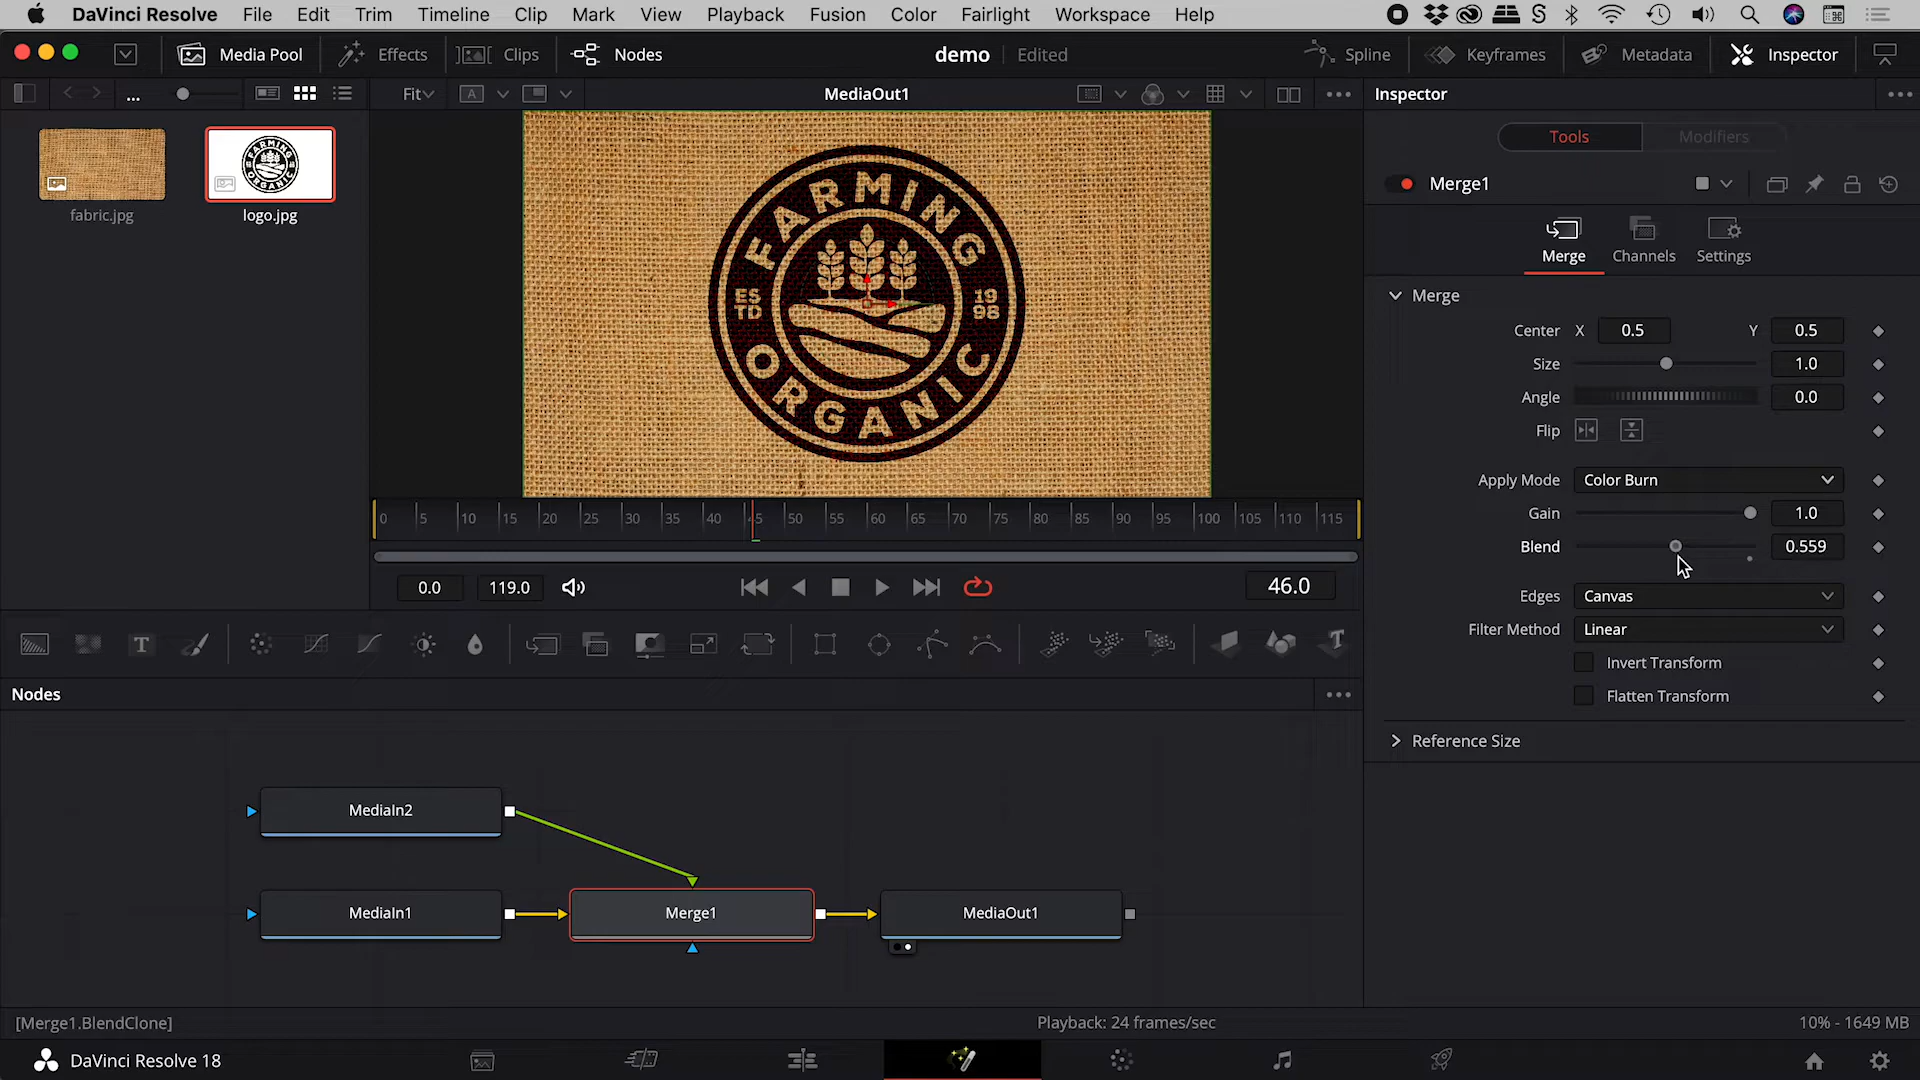 DaVinci Resolve File Edit Trim Timeline Clip Mark View Playback Fusion Color Fairlight Workspace Help
Media Pool Effects Clips Nodes demo Edited Spline Keyframes Metadata Inspector
... Fit A MediaOut1 ••• Inspector •••
fabric.jpg
logo.jpg
FARMING
ORGANIC
FARMING
ES
TD
19
98
ORGANIC
Tools Modifiers
Merge1
Merge Channels Settings
Merge
Center X 0.5 Y 0.5
Size 1.0
Angle 0.0
Flip
Apply Mode Color Burn
Gain 1.0
Blend 0.559
Edges Canvas
Filter Method Linear
Invert Transform
Flatten Transform
Reference Size
0 5 10 15 20 25 30 35 40 45 50 55 60 65 70 75 80 85 90 95 100 105 110 115
0.0 119.0 46.0
T T
Nodes •••
MediaIn2
MediaIn1 Merge1 MediaOut1
[Merge1.BlendClone] Playback: 24 frames/sec 10% - 1649 MB
DaVinci Resolve 18